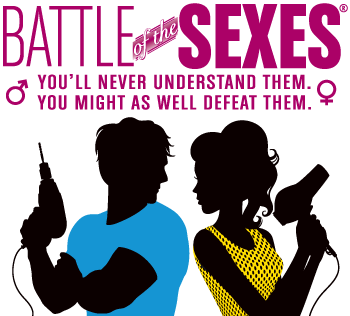 BATTLE of the SEXES®
YOU'LL NEVER UNDERSTAND THEM.
YOU MIGHT AS WELL DEFEAT THEM.